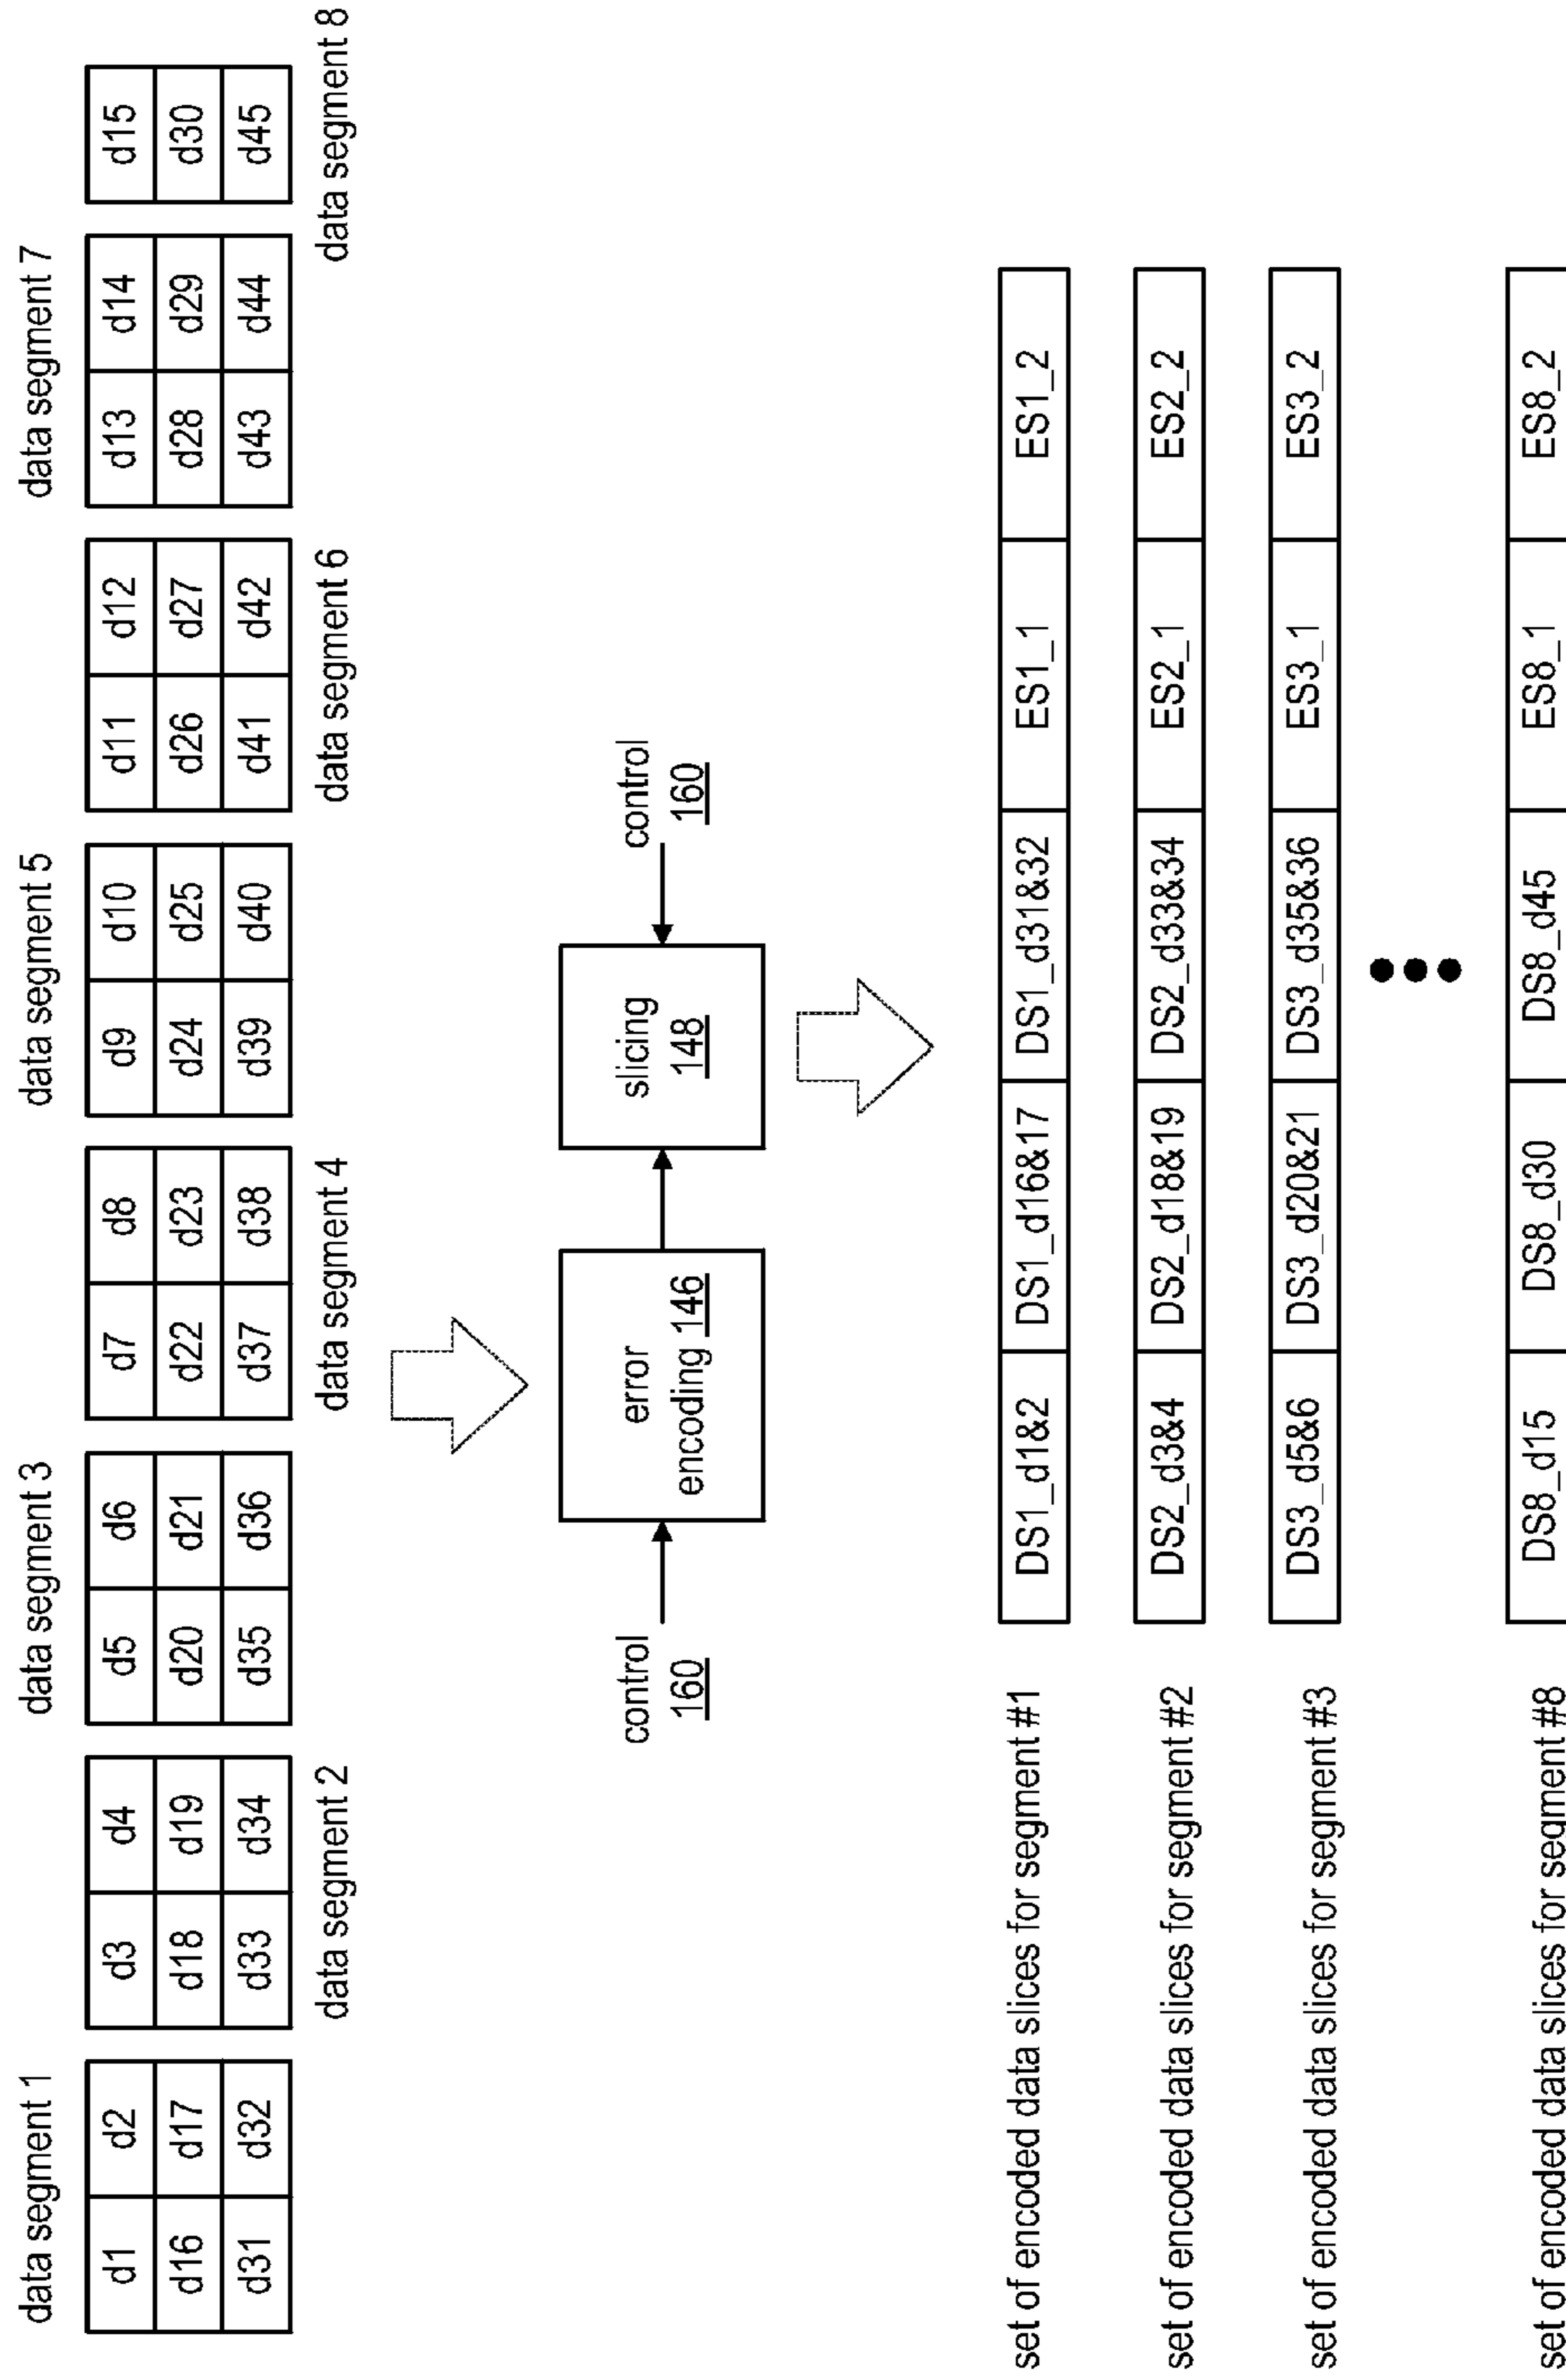 data segment 1
data segment 3
data segment 5
data segment 7
d1 d2 d3 d4 d5 d6 d7 d8 d9 d10 d11 d12 d13 d14 d15
d16 d17 d18 d19 d20 d21 d22 d23 d24 d25 d26 d27 d28 d29 d30
d31 d32 d33 d34 d35 d36 d37 d38 d39 d40 d41 d42 d43 d44 d45
data segment 2
data segment 4
data segment 6
data segment 8
control
160
error
encoding 146
slicing
148
control
160
set of encoded data slices for segment #1
DS1_d1&2 DS1_d16&17 DS1_d31&32 ES1_1 ES1_2
set of encoded data slices for segment #2
DS2_d3&4 DS2_d18&19 DS2_d33&34 ES2_1 ES2_2
set of encoded data slices for segment #3
DS3_d5&6 DS3_d20&21 DS3_d35&36 ES3_1 ES3_2
set of encoded data slices for segment #8
DS8_d15 DS8_d30 DS8_d45 ES8_1 ES8_2